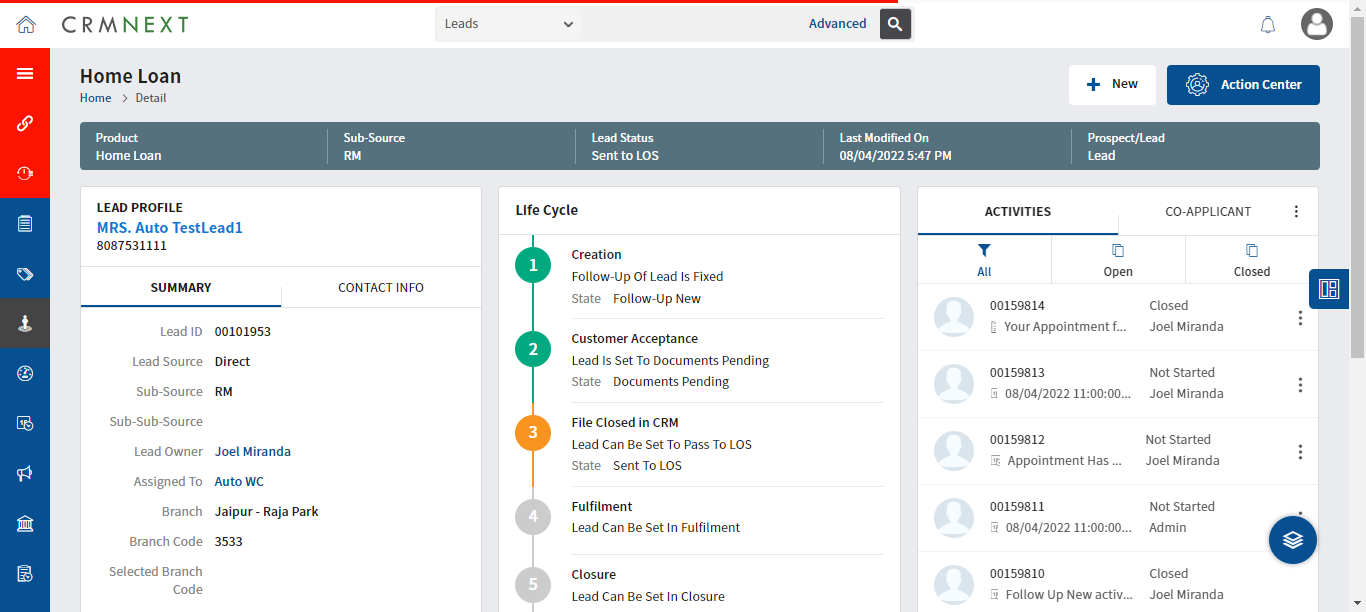 CRMNEXT
Leads
Advanced
Home Loan
Home > Detail
New
Action Center
Product
Home Loan
Sub-Source
RM
Lead Status
Sent to LOS
Last Modified On
08/04/2022 5:47 PM
Prospect/Lead
Lead
LEAD PROFILE
MRS. Auto TestLead1
8087531111
SUMMARY
CONTACT INFO
Lead ID 00101953
Lead Source Direct
Sub-Source RM
Sub-Sub-Source
Lead Owner Joel Miranda
Assigned To Auto WC
Branch Jaipur - Raja Park
Branch Code 3533
Selected Branch
Code
Life Cycle
1 Creation
Follow-Up Of Lead Is Fixed
State Follow-Up New
2 Customer Acceptance
Lead Is Set To Documents Pending
State Documents Pending
3 File Closed in CRM
Lead Can Be Set To Pass To LOS
State Sent To LOS
4 Fulfilment
Lead Can Be Set In Fulfilment
5 Closure
Lead Can Be Set In Closure
ACTIVITIES
CO-APPLICANT
All
Open
Closed
00159814 Closed
Your Appointment f... Joel Miranda
00159813 Not Started
08/04/2022 11:00:00... Joel Miranda
00159812 Not Started
Appointment Has ... Joel Miranda
00159811 Not Started
08/04/2022 11:00:00... Admin
00159810 Closed
Follow Up New activ... Joel Miranda